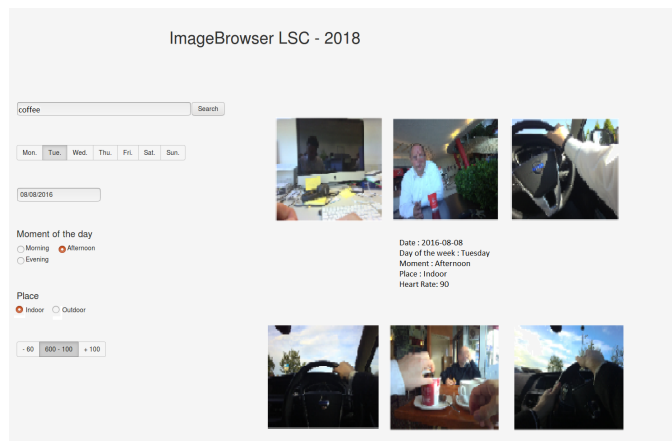 ImageBrowser LSC - 2018
coffee
Search
Mon. Tue. Wed. Thu. Fri. Sat. Sun.
08/08/2016
Moment of the day
Morning Afternoon
Evening
Place
Indoor Outdoor
- 60 600 - 100 + 100
Date : 2016-08-08
Day of the week : Tuesday
Moment : Afternoon
Place : Indoor
Heart Rate: 90